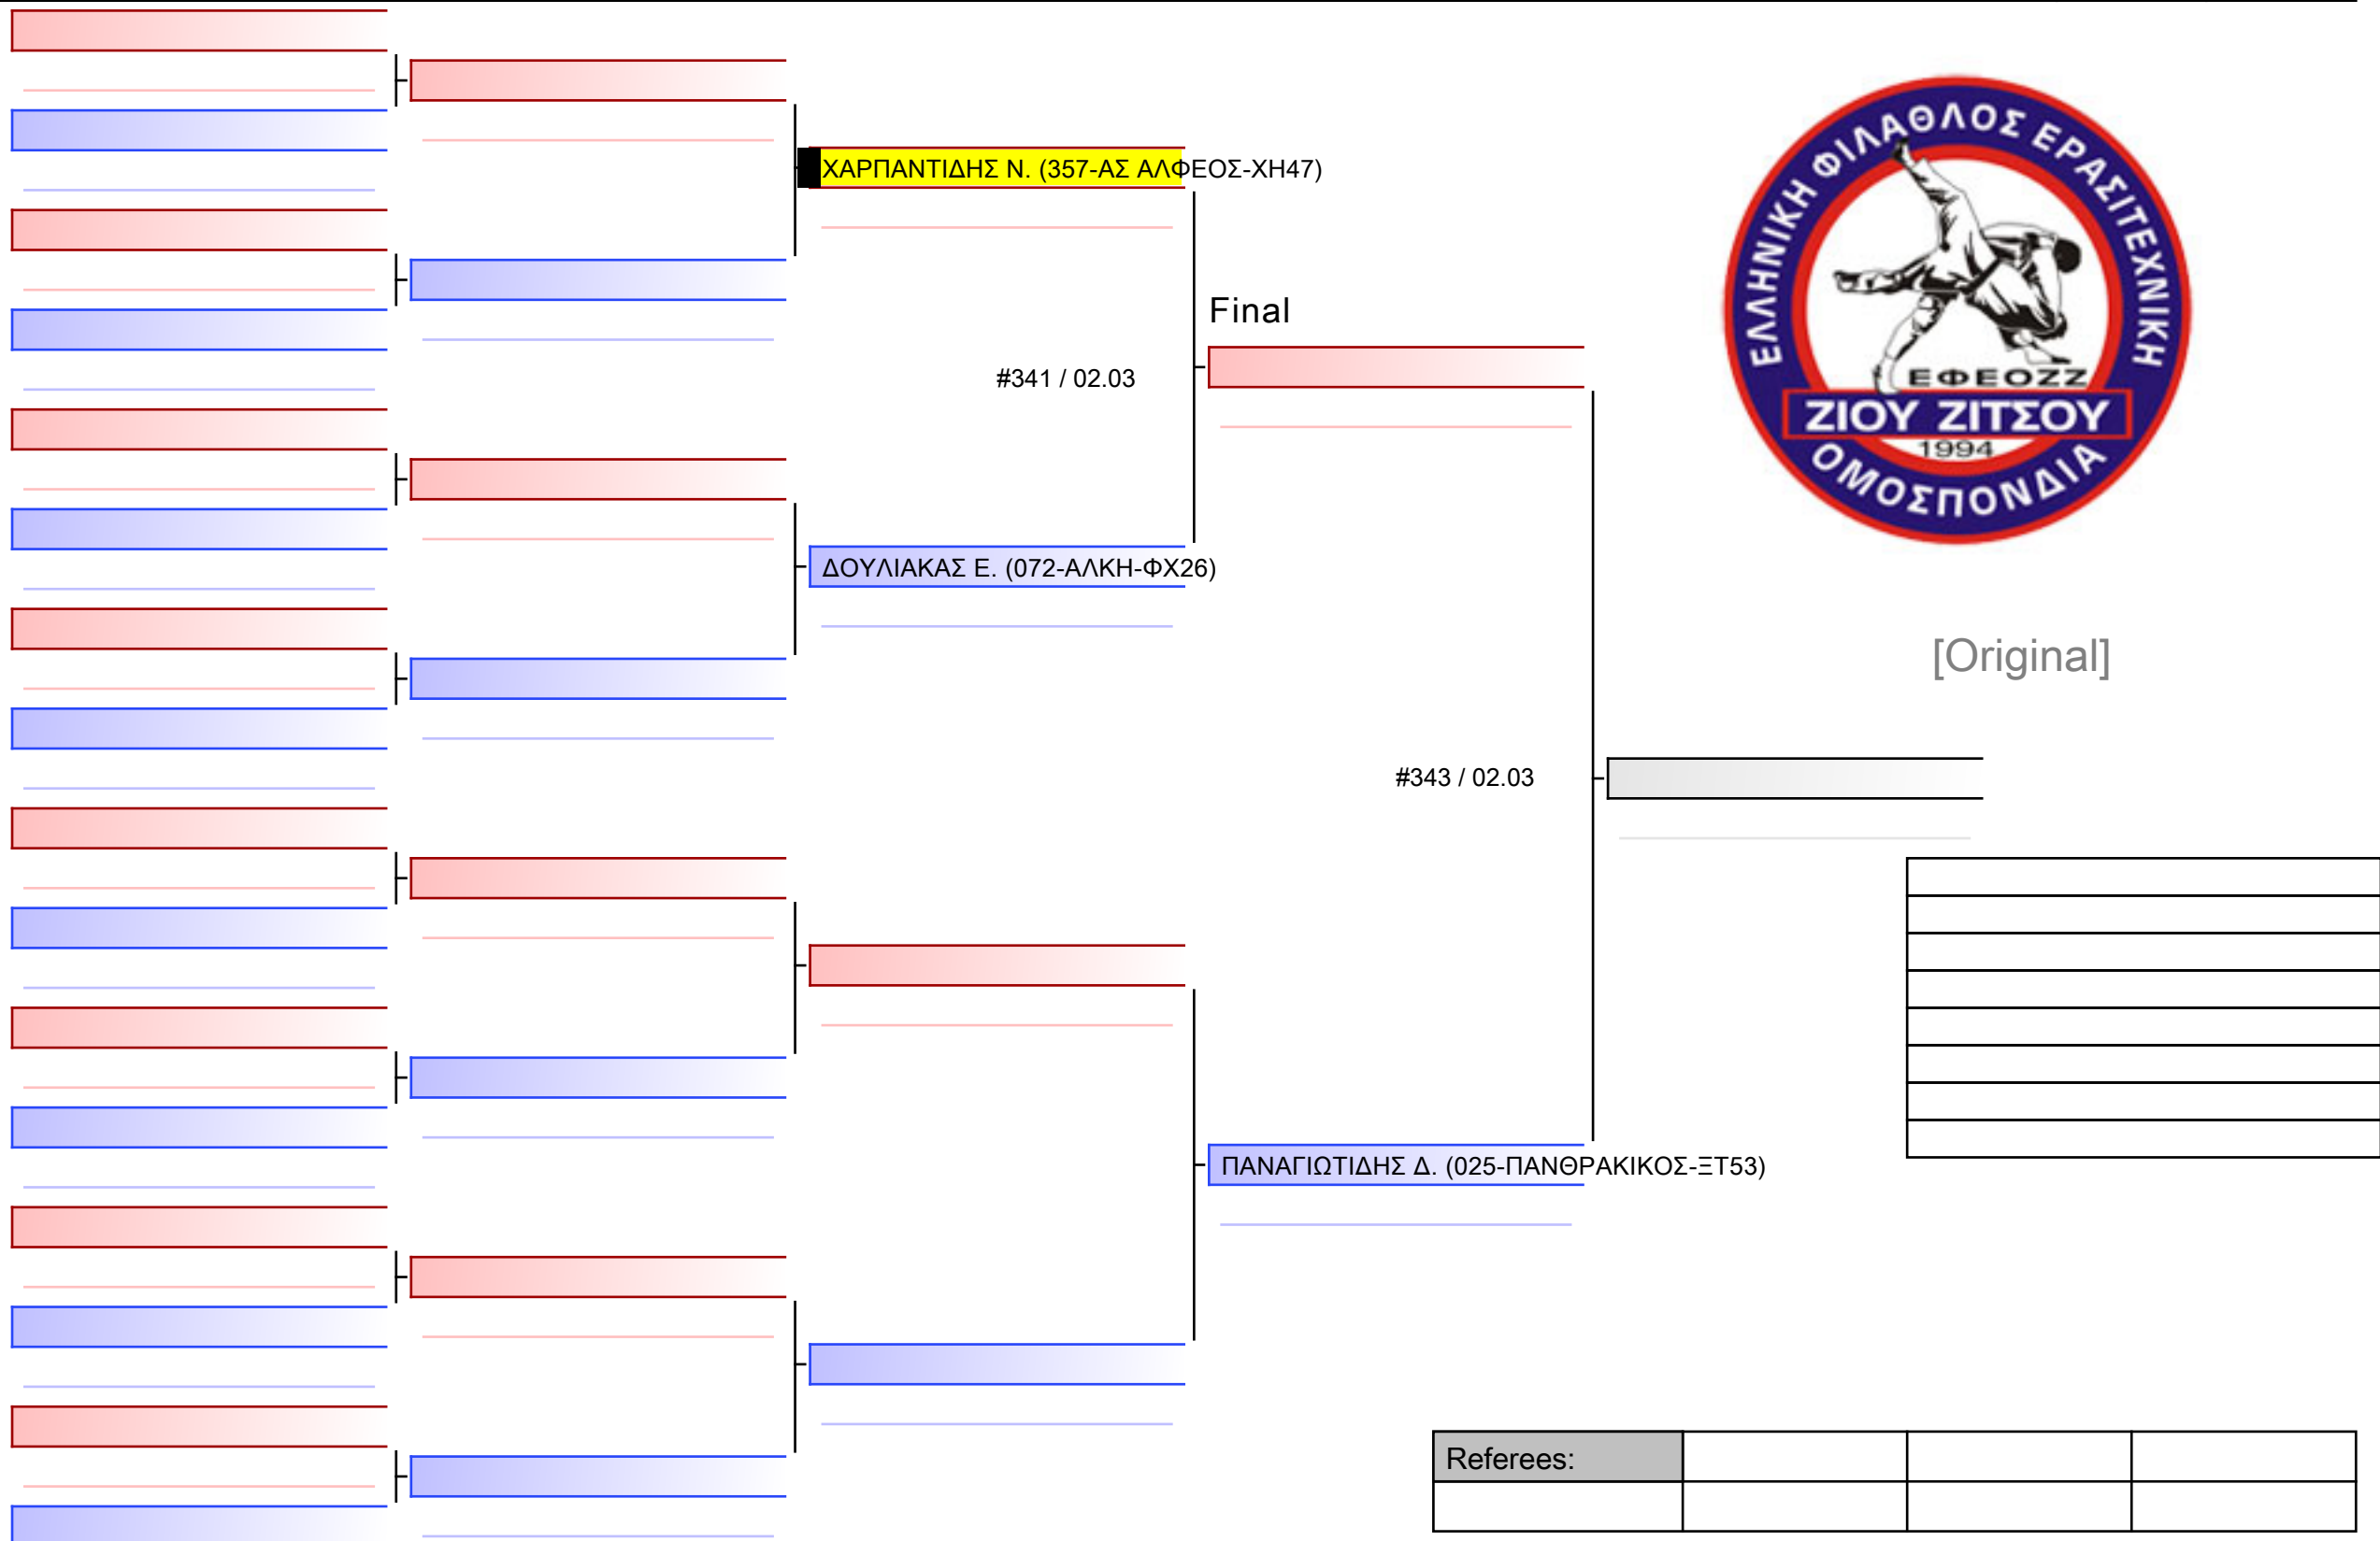 ΧΑΡΠΑΝΤΙΔΗΣ Ν. (357-ΑΣ ΑΛΦΕΟΣ-ΧΗ47)
ΕΛΛΗΝΙΚΗ ΦΙΛΑΘΛΟΣ ΕΡΑΣΙΤΕΧΝΙΚΗ
Final
#341 / 02.03
ΕΦΕΟΖΖ
ΖΙΟΥ ΖΙΤΣΟΥ
1994
ΟΜΟΣΠΟΝΔΙΑ
ΔΟΥΛΙΑΚΑΣ Ε. (072-ΑΛΚΗ-ΦΧ26)
[Original]
#343 / 02.03
ΠΑΝΑΓΙΩΤΙΔΗΣ Δ. (025-ΠΑΝΘΡΑΚΙΚΟΣ-ΞΤ53)
Referees: